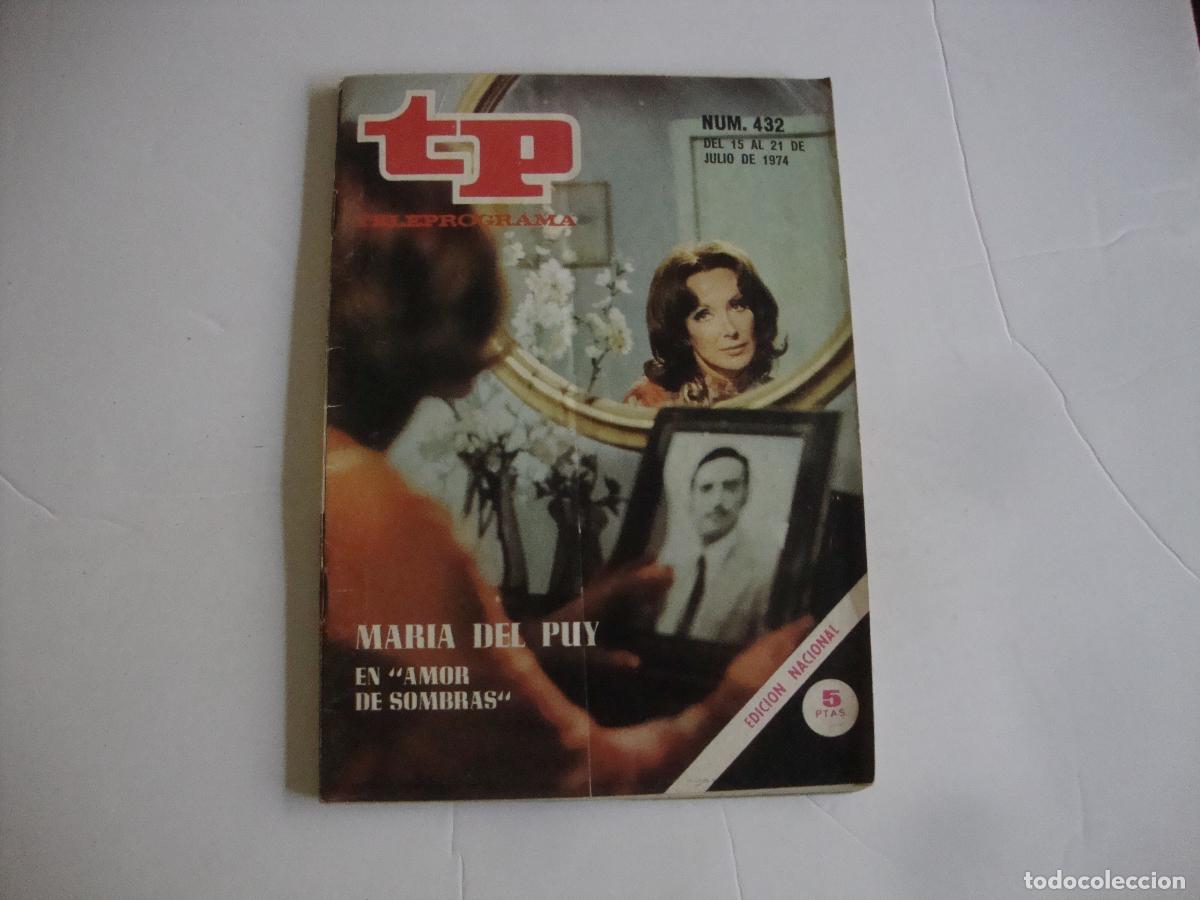 tp
TELEPROGRAMA
NUM. 432
DEL 15 AL 21 DE
JULIO DE 1974
MARIA DEL PUY
EN “AMOR
DE SOMBRAS“
EDICION NACIONAL
5
PTAS.
todocoleccion